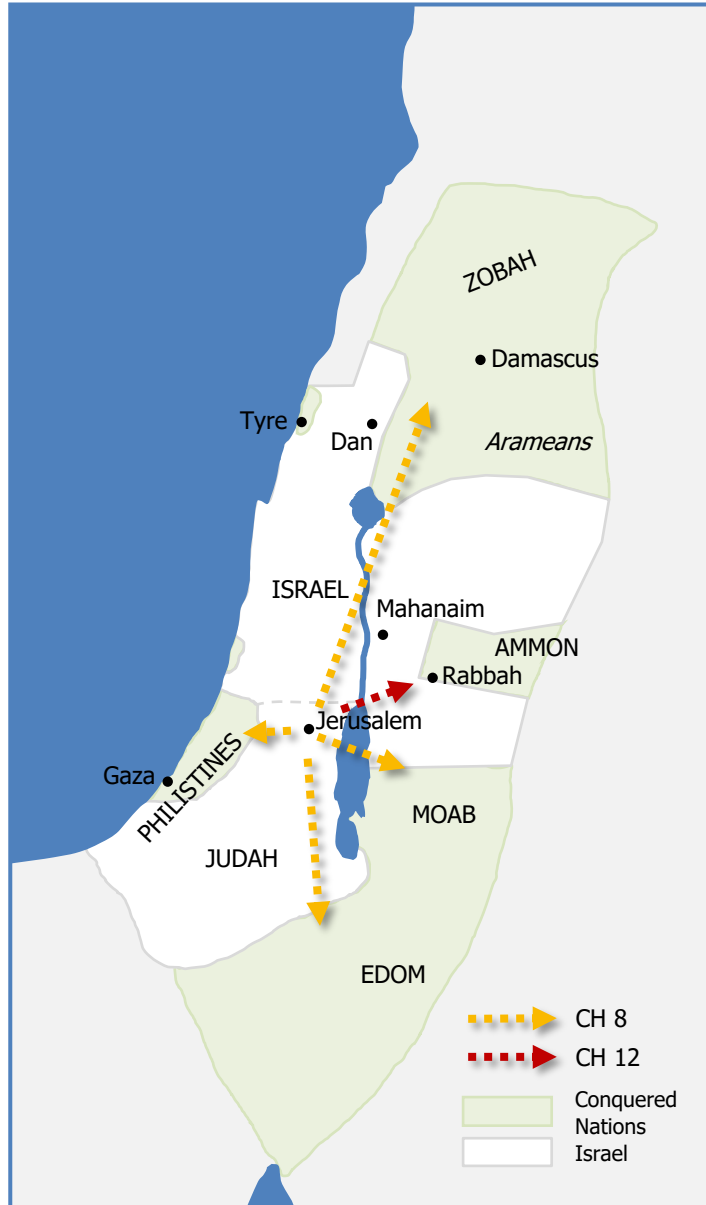 ZOBAH
Damascus
Tyre
Dan
Arameans
ISRAEL
Mahanaim
AMMON
Rabbah
Jerusalem
Gaza
PHILISTINES
MOAB
JUDAH
EDOM
CH 8
CH 12
Conquered
Nations
Israel